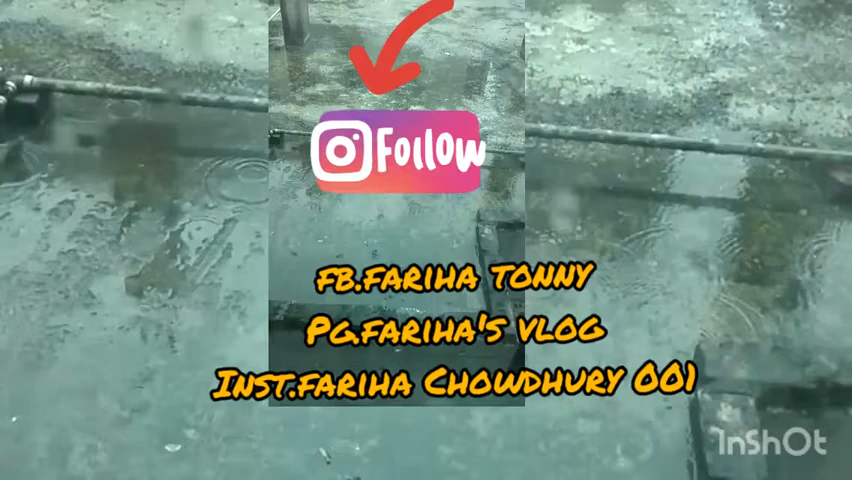 Follow
FB.FARIHA TONNY
PG.FARIHA'S VLOG
INST.FARIHA CHOWDHURY 001
InShOt